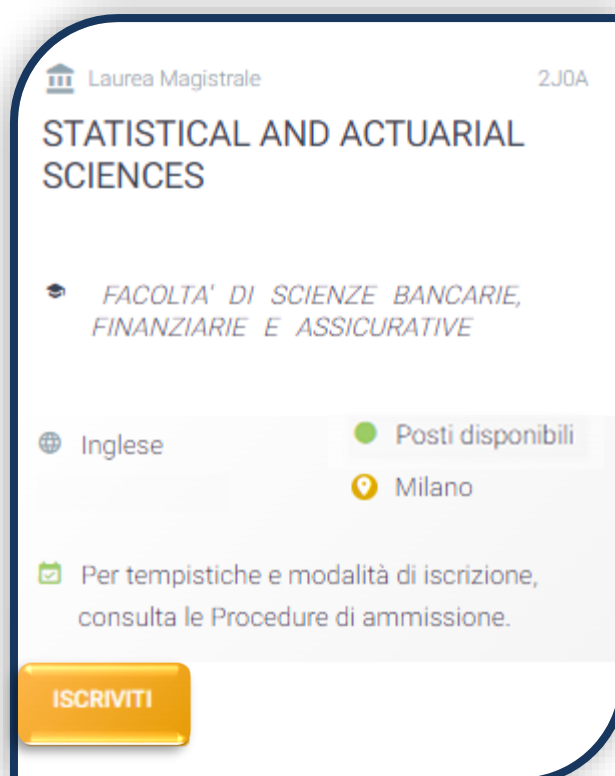 Laurea Magistrale 2J0A
STATISTICAL AND ACTUARIAL
SCIENCES
FACOLTA' DI SCIENZE BANCARIE,
FINANZIARIE E ASSICURATIVE
Inglese
Posti disponibili
Milano
Per tempistiche e modalità di iscrizione,
consulta le Procedure di ammissione.
ISCRIVITI